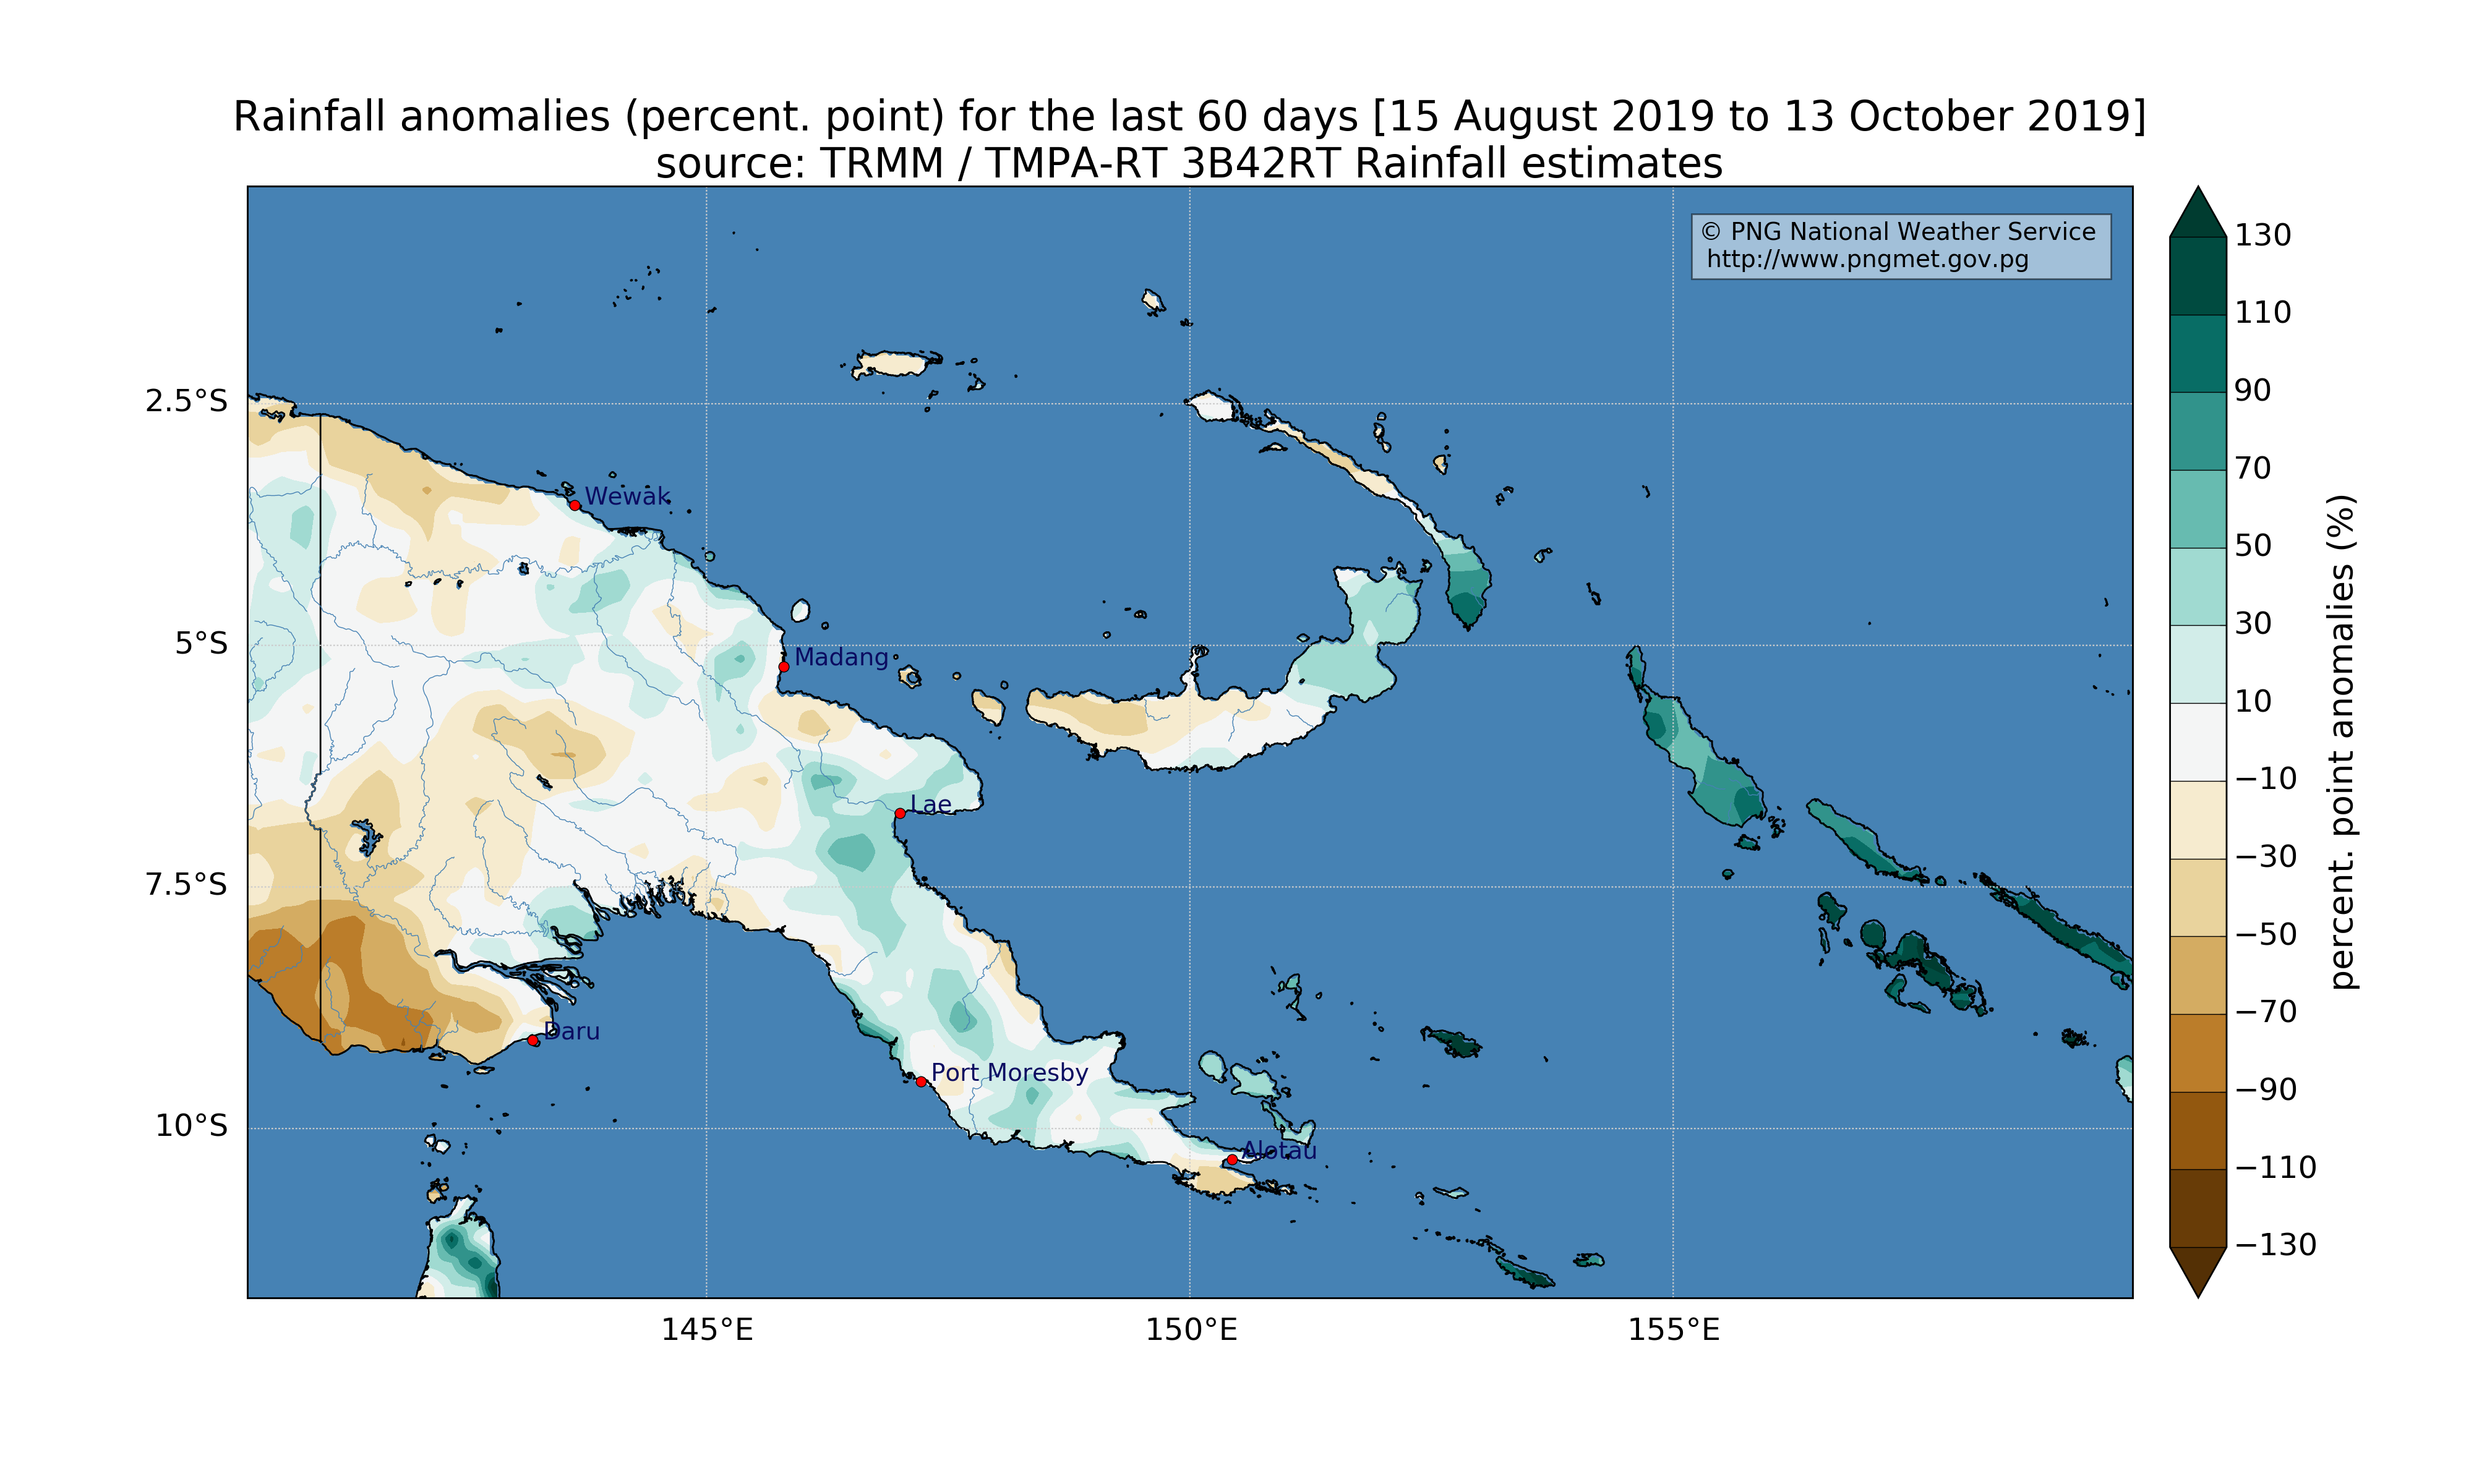 Rainfall anomalies (percent. point) for the last 60 days [15 August 2019 to 13 October 2019]
source: TRMM / TMPA-RT 3B42RT Rainfall estimates
© PNG National Weather Service
http://www.pngmet.gov.pg
2.5°S
5°S
7.5°S
10°S
Wewak
Madang
Lae
Daru
Port Moresby
Alotau
145°E
150°E
155°E
130
110
90
70
50
30
10
−10
−30
−50
−70
−90
−110
−130
percent. point anomalies (%)